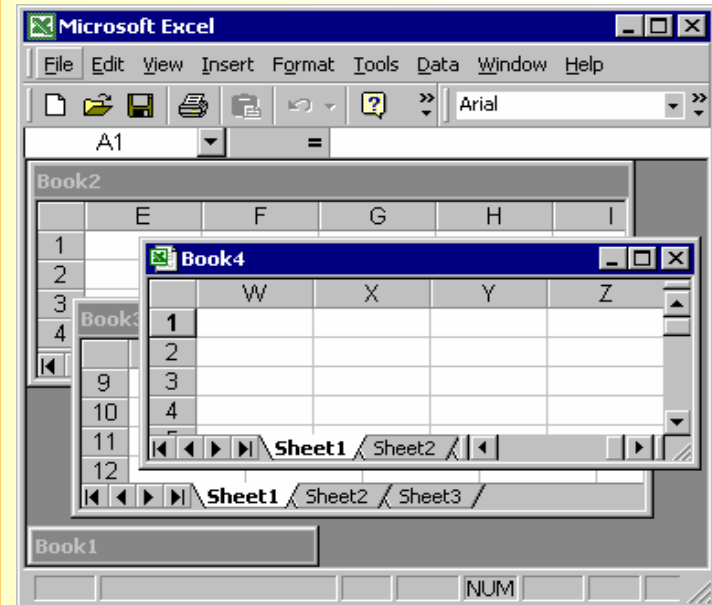 Microsoft Excel
File Edit View Insert Format Tools Data Window Help
Arial
A1 =
Book2
E F G H I
1
2
3
4
Book3
9
10
11
12
Sheet1 Sheet2 Sheet3
Book4
W X Y Z
1
2
3
4
Sheet1 Sheet2
Book1
NUM